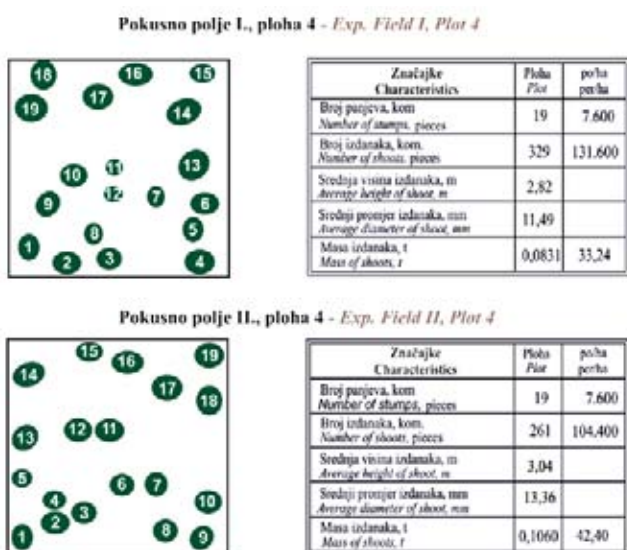 Pokusno polje I., ploha 4 - Exp. Field I, Plot 4
18
16
15
17
19
14
11
13
10
12
7
9
6
8
5
1
2
3
4
Značajke Ploha po/ha
Characteristics Plot per/ha
Broj panjeva, kom 19 7.600
Number of stumps, pieces
Broj izdanaka, kom. 329 131.600
Number of shoots, pieces
Srednja visina izdanaka, m 2,82
Average height of shoot, m
Srednji promjer izdanaka, mm 11,49
Average diameter of shoot, mm
Masa izdanaka, t 0,0831 33,24
Mass of shoots, t
Pokusno polje II., ploha 4 - Exp. Field II, Plot 4
15
16
19
14
17
18
13
12
11
5
6
7
4
10
3
2
1
8
9
Značajke Ploha po/ha
Characteristics Plot per/ha
Broj panjeva, kom 19 7.600
Number of stumps, pieces
Broj izdanaka, kom. 261 104.400
Number of shoots, pieces
Srednja visina izdanaka, m 3,04
Average height of shoot, m
Srednji promjer izdanaka, mm 13,36
Average diameter of shoot, mm
Masa izdanaka, t 0,1060 42,40
Mass of shoots, t